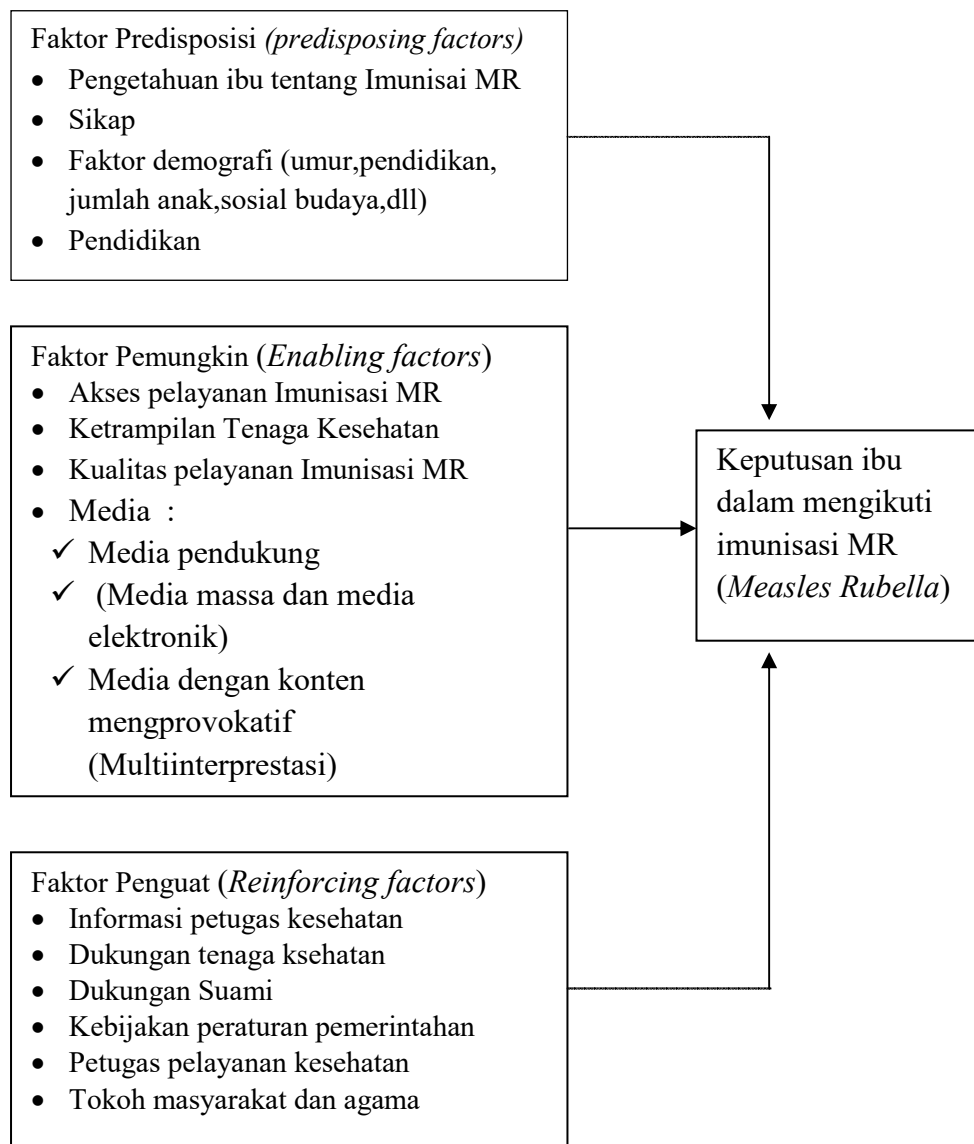 Faktor Predisposisi (predisposing factors)
• Pengetahuan ibu tentang Imunisai MR
• Sikap
• Faktor demografi (umur,pendidikan,
jumlah anak,sosial budaya,dll)
• Pendidikan
Faktor Pemungkin (Enabling factors)
• Akses pelayanan Imunisasi MR
• Ketrampilan Tenaga Kesehatan
• Kualitas pelayanan Imunisasi MR
• Media :
✓ Media pendukung
✓ (Media massa dan media
elektronik)
✓ Media dengan konten
mengprovokatif
(Multiinterprestasi)
Keputusan ibu
dalam mengikuti
imunisasi MR
(Measles Rubella)
Faktor Penguat (Reinforcing factors)
• Informasi petugas kesehatan
• Dukungan tenaga ksehatan
• Dukungan Suami
• Kebijakan peraturan pemerintahan
• Petugas pelayanan kesehatan
• Tokoh masyarakat dan agama